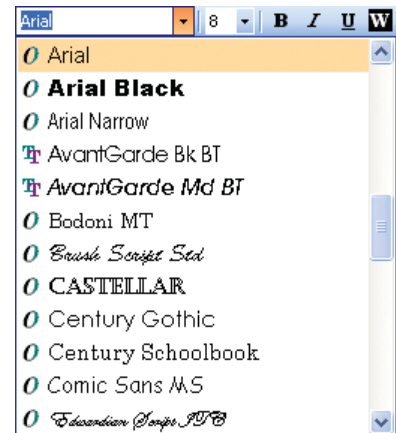 Arial 8 B I U W
Arial
Arial Black
Arial Narrow
AvantGarde Bk BT
AvantGarde Md BT
Bodoni MT
Brush Script Std
CASTELLAR
Century Gothic
Century Schoolbook
Comic Sans MS
Edwardian Script ITC